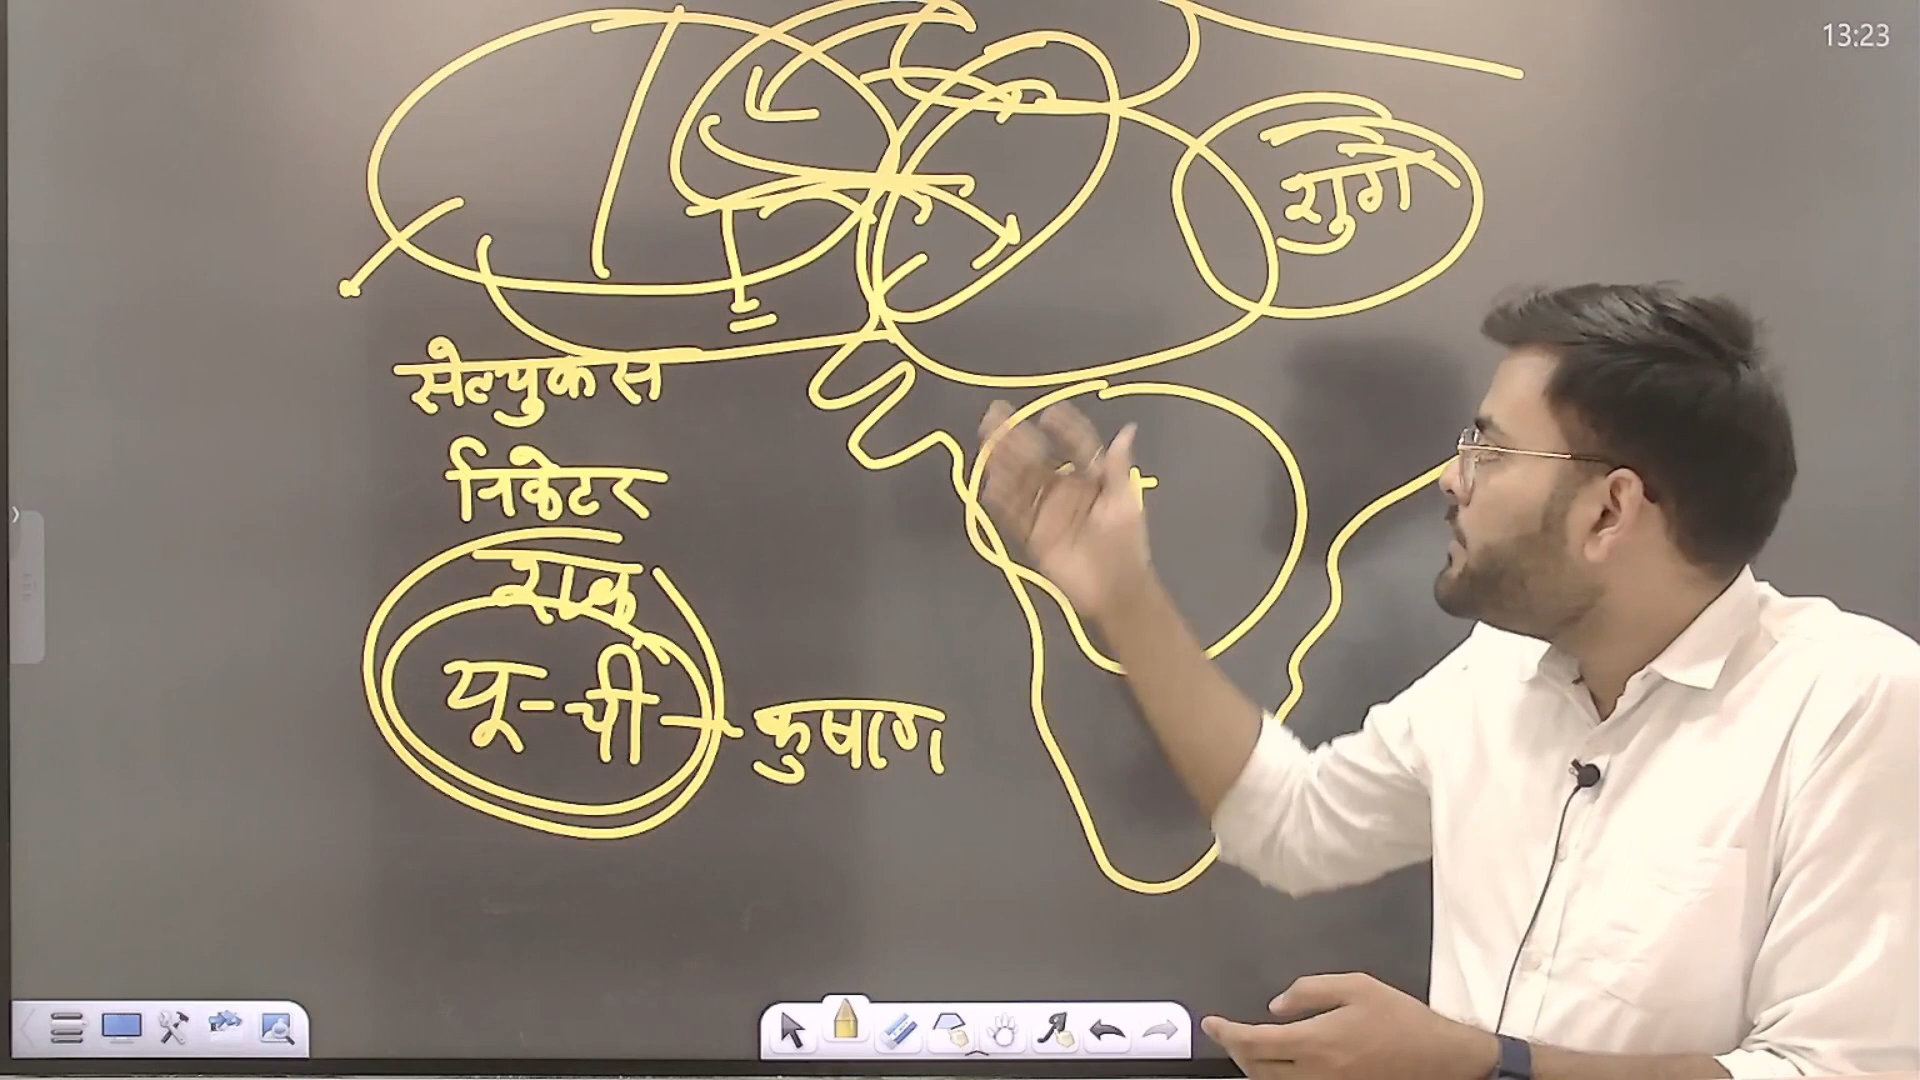 13:23
शुंग
सेल्युकस
निकेटर
शक
यू-ची - कुषाण